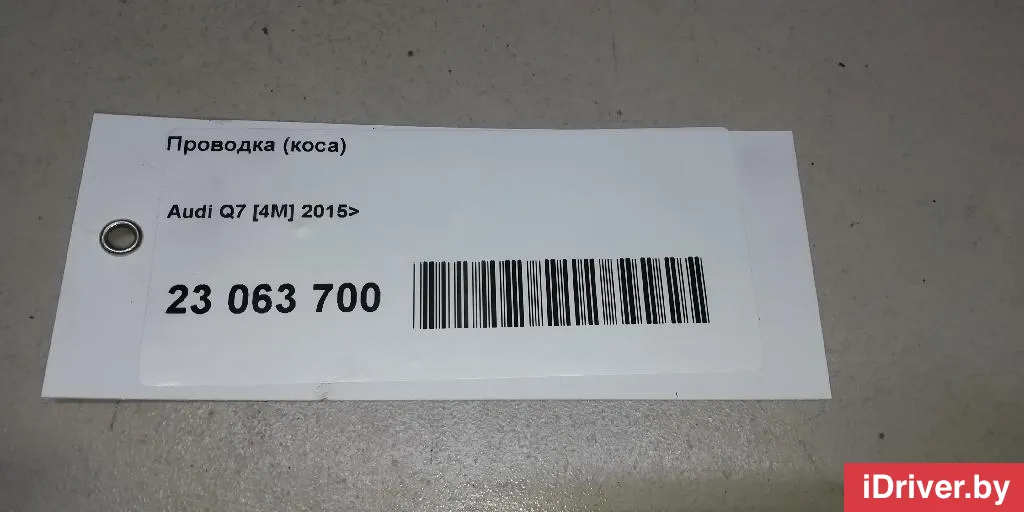 Проводка (коса)
Audi Q7 [4M] 2015>
23 063 700
iDriver.by